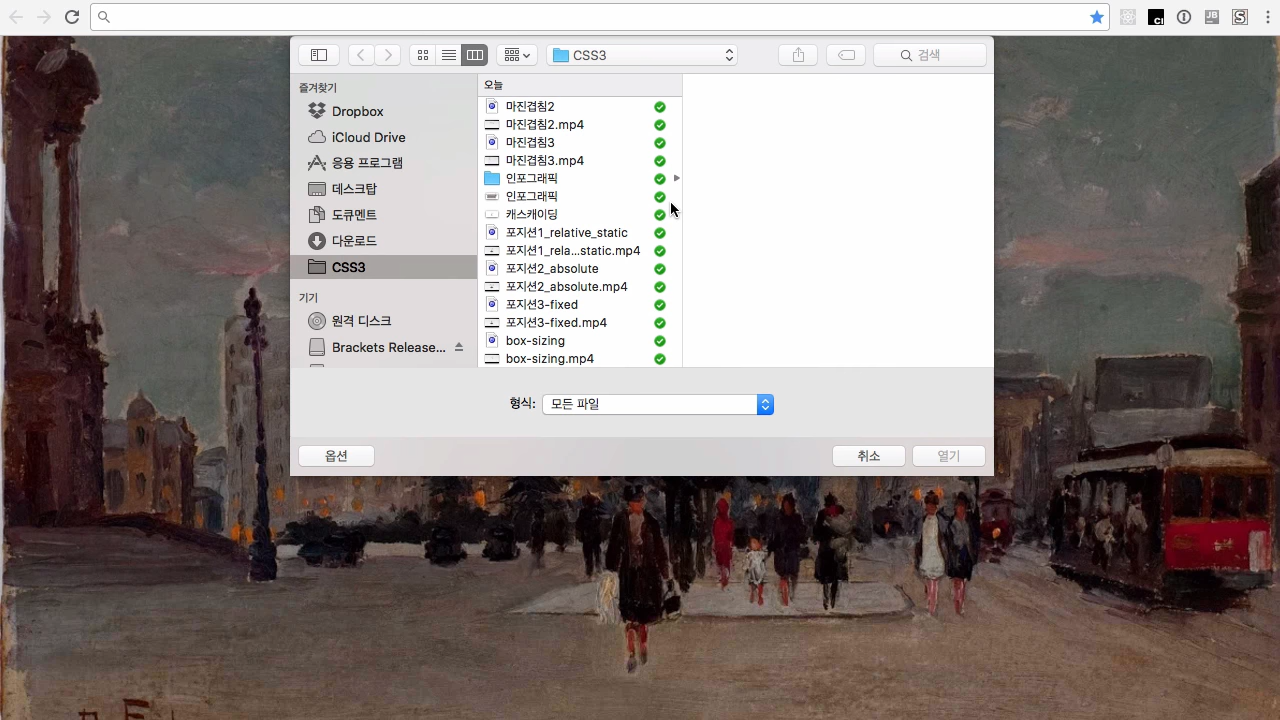 CI
JB
S
CSS3
검색
즐겨찾기
Dropbox
iCloud Drive
응용 프로그램
데스크탑
도큐멘트
다운로드
CSS3
기기
원격 디스크
Brackets Release...
오늘
마진겹침2
마진겹침2.mp4
마진겹침3
마진겹침3.mp4
인포그래픽
인포그래픽
캐스캐이딩
포지션1_relative_static
포지션1_rela...static.mp4
포지션2_absolute
포지션2_absolute.mp4
포지션3-fixed
포지션3-fixed.mp4
box-sizing
box-sizing.mp4
형식: 모든 파일
옵션
취소
열기